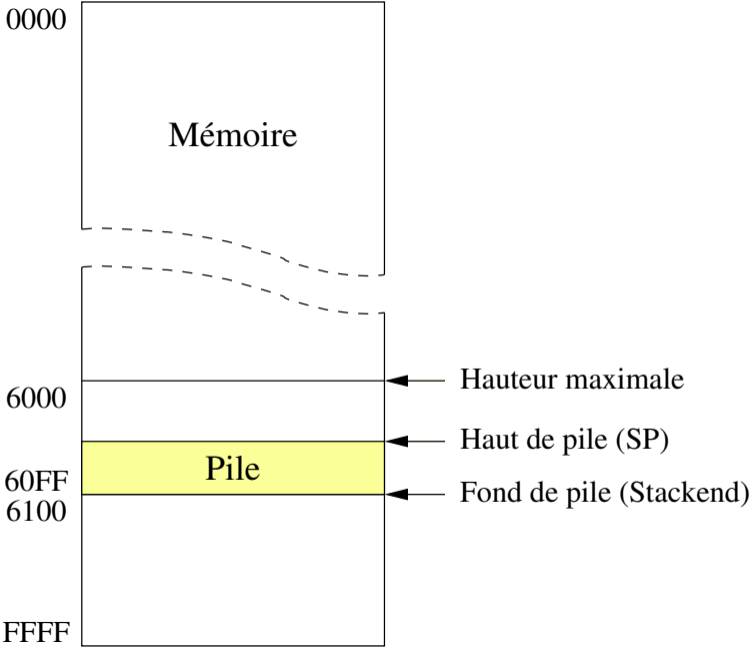 0000
Mémoire
Hauteur maximale
6000
Haut de pile (SP)
Pile
60FF
Fond de pile (Stackend)
6100
FFFF